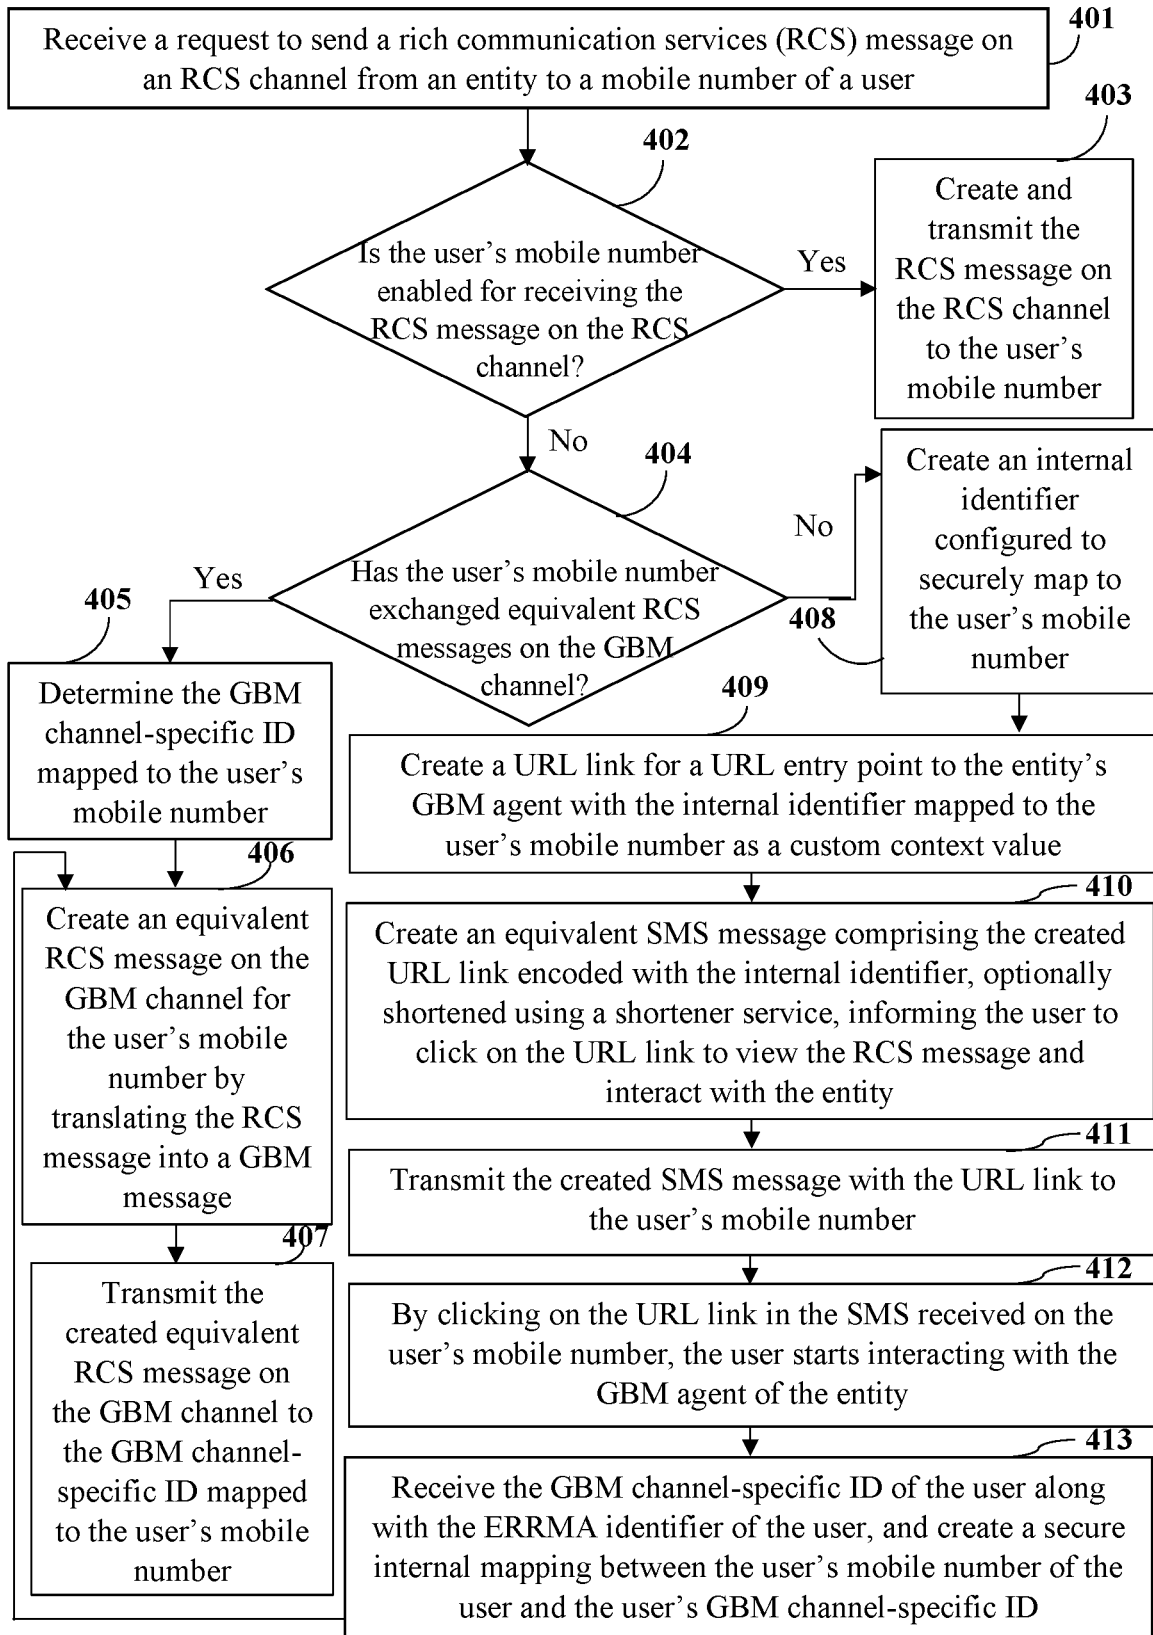 401
Receive a request to send a rich communication services (RCS) message on
an RCS channel from an entity to a mobile number of a user
402
Is the user's mobile number
enabled for receiving the
RCS message on the RCS
channel?
Yes
403
Create and
transmit the
RCS message on
the RCS channel
to the user's
mobile number
No
404
Has the user's mobile number
exchanged equivalent RCS
messages on the GBM
channel?
Yes
No
405
Determine the GBM
channel-specific ID
mapped to the user's
mobile number
406
Create an equivalent
RCS message on the
GBM channel for
the user's mobile
number by
translating the RCS
message into a GBM
message
407
Transmit the
created equivalent
RCS message on
the GBM channel to
the GBM channel-
specific ID mapped
to the user's mobile
number
408
Create an internal
identifier
configured to
securely map to
the user's mobile
number
409
Create a URL link for a URL entry point to the entity's
GBM agent with the internal identifier mapped to the
user's mobile number as a custom context value
410
Create an equivalent SMS message comprising the created
URL link encoded with the internal identifier, optionally
shortened using a shortener service, informing the user to
click on the URL link to view the RCS message and
interact with the entity
411
Transmit the created SMS message with the URL link to
the user's mobile number
412
By clicking on the URL link in the SMS received on the
user's mobile number, the user starts interacting with the
GBM agent of the entity
413
Receive the GBM channel-specific ID of the user along
with the ERRMA identifier of the user, and create a secure
internal mapping between the user's mobile number of the
user and the user's GBM channel-specific ID